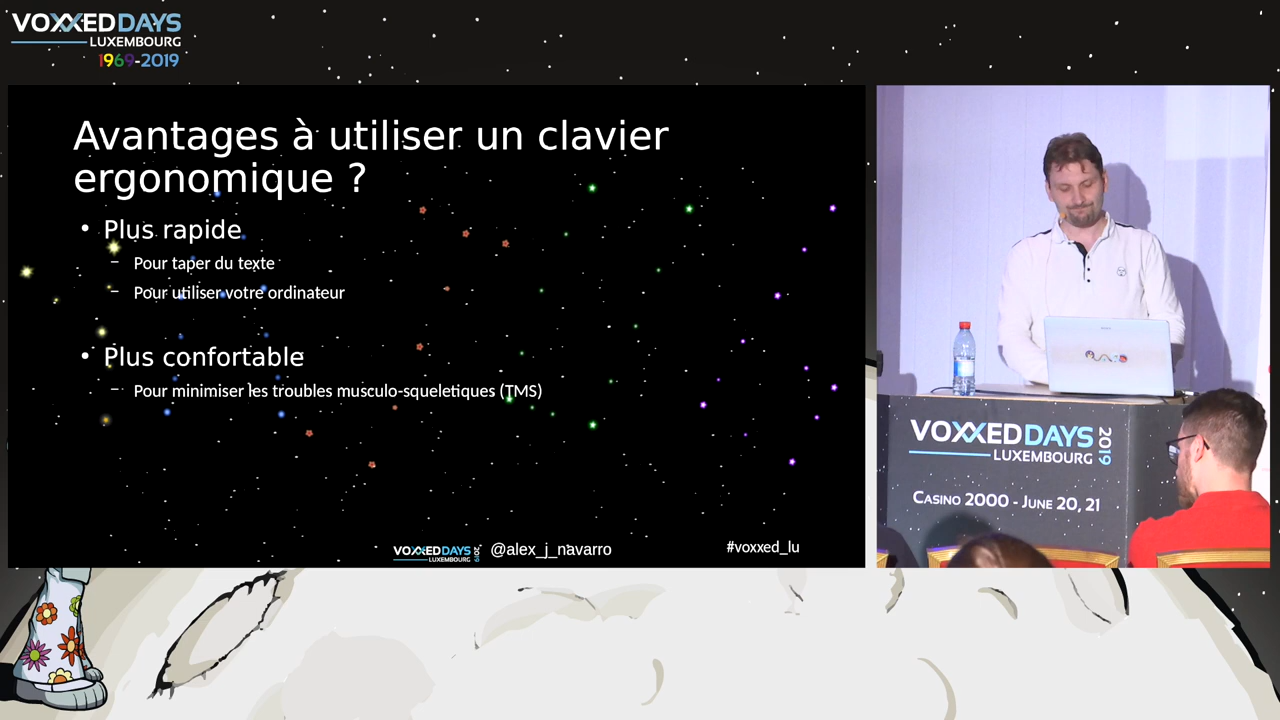 VOXXEDDAYS
LUXEMBOURG
1969-2019
Avantages à utiliser un clavier
ergonomique ?
• Plus rapide
– Pour taper du texte
– Pour utiliser votre ordinateur
• Plus confortable
– Pour minimiser les troubles musculo-squeletiques (TMS)
VOXXEDDAYS 2019
LUXEMBOURG
@alex_j_navarro
#voxxed_lu
VOXXEDDAYS 2019
LUXEMBOURG
CASINO 2000 - JUNE 20, 21